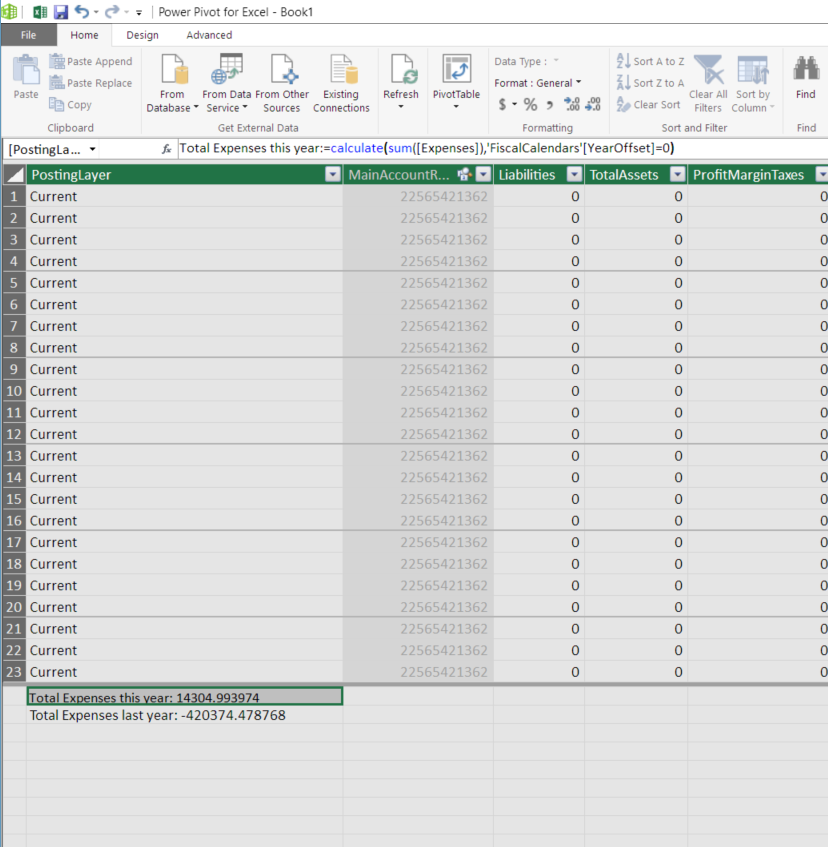 Power Pivot for Excel - Book1
File Home Design Advanced
Paste
Paste Append
Paste Replace
Copy
Clipboard
From Database
From Data Service
From Other Sources
Existing Connections
Get External Data
Refresh
PivotTable
Data Type :
Format : General
$ % , .00 .00
Formatting
Sort A to Z
Sort Z to A
Clear Sort
Clear All Filters
Sort by Column
Sort and Filter
Find
Find
[PostingLa... fx Total Expenses this year:=calculate(sum([Expenses]),'FiscalCalendars'[YearOffset]=0)
PostingLayer MainAccountR... Liabilities TotalAssets ProfitMarginTaxes
1 Current 22565421362 0 0 0
2 Current 22565421362 0 0 0
3 Current 22565421362 0 0 0
4 Current 22565421362 0 0 0
5 Current 22565421362 0 0 0
6 Current 22565421362 0 0 0
7 Current 22565421362 0 0 0
8 Current 22565421362 0 0 0
9 Current 22565421362 0 0 0
10 Current 22565421362 0 0 0
11 Current 22565421362 0 0 0
12 Current 22565421362 0 0 0
13 Current 22565421362 0 0 0
14 Current 22565421362 0 0 0
15 Current 22565421362 0 0 0
16 Current 22565421362 0 0 0
17 Current 22565421362 0 0 0
18 Current 22565421362 0 0 0
19 Current 22565421362 0 0 0
20 Current 22565421362 0 0 0
21 Current 22565421362 0 0 0
22 Current 22565421362 0 0 0
23 Current 22565421362 0 0 0
Total Expenses this year: 14304.993974
Total Expenses last year: -420374.478768